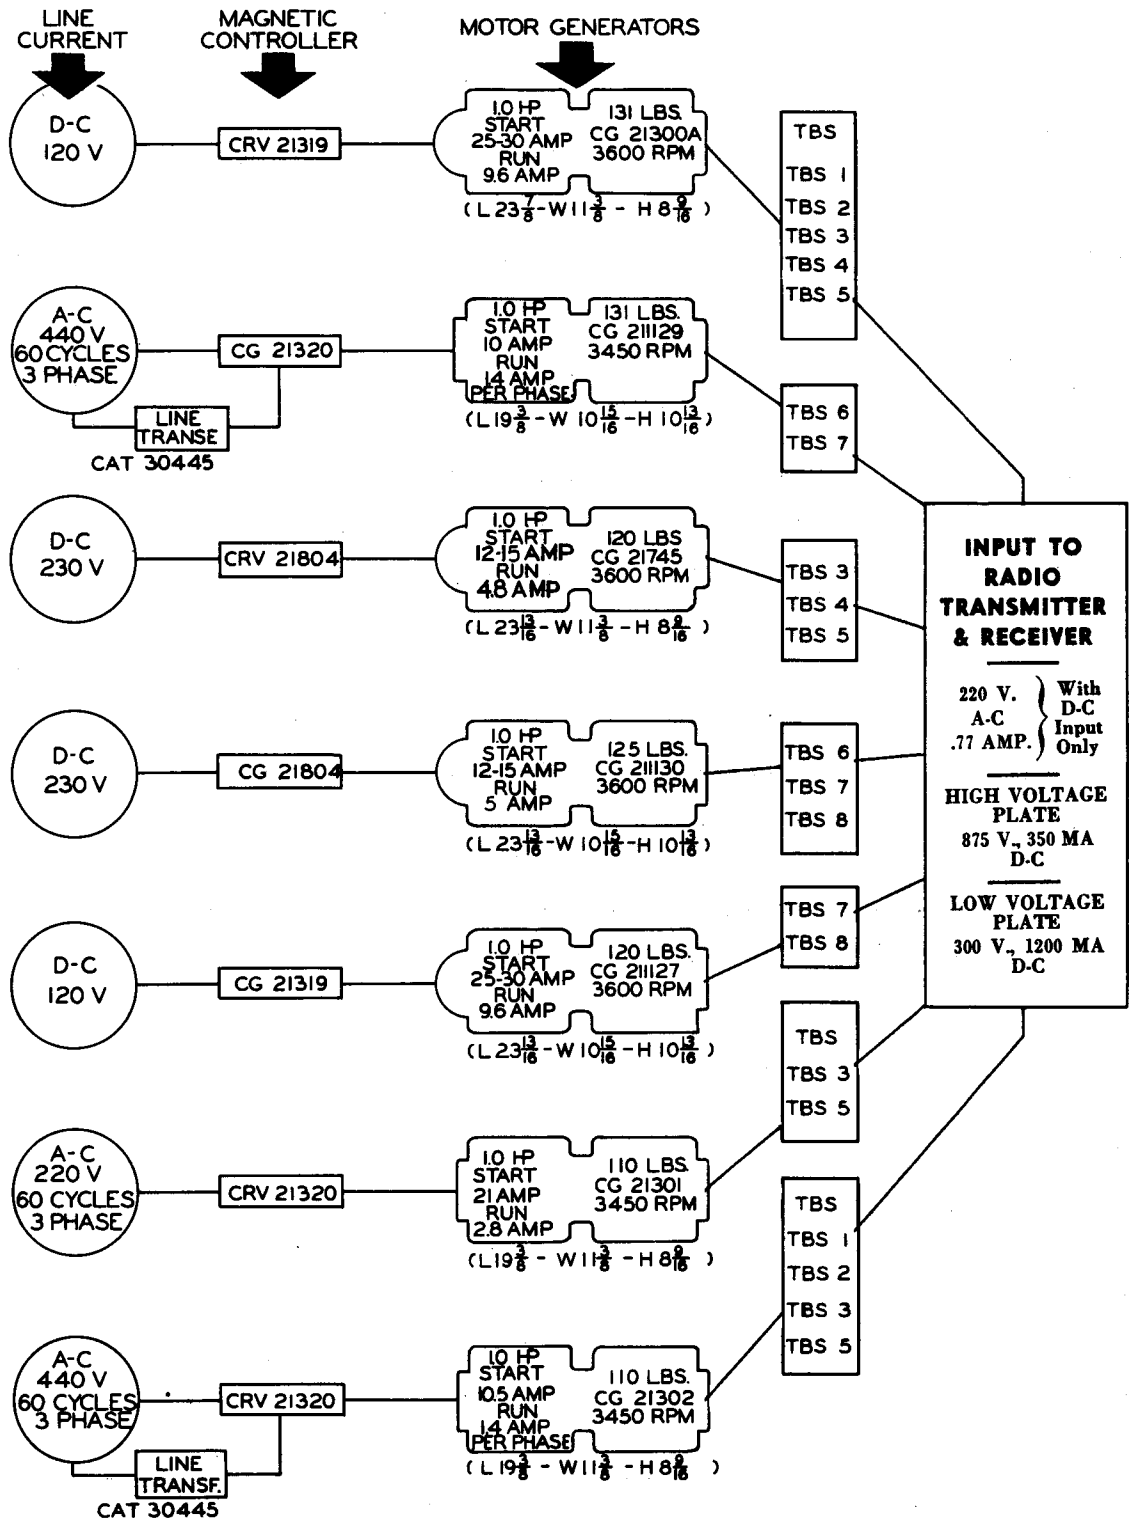 LINE
CURRENT
MAGNETIC
CONTROLLER
MOTOR GENERATORS
D-C
120 V
CRV 21319
1.0 HP
START
25-30 AMP
RUN
9.6 AMP
131 LBS.
CG 21300A
3600 RPM
(L 23 7/8 - W 11 3/8 - H 8 9/16)
TBS
TBS 1
TBS 2
TBS 3
TBS 4
TBS 5
A-C
440 V
60 CYCLES
3 PHASE
CG 21320
LINE
TRANSF.
CAT 30445
1.0 HP
START
10 AMP
RUN
1.4 AMP
PER PHASE
131 LBS.
CG 211129
3450 RPM
(L 19 3/8 - W 10 15/16 - H 10 13/16)
TBS 6
TBS 7
D-C
230 V
CRV 21804
1.0 HP
START
12-15 AMP
RUN
4.8 AMP
120 LBS
CG 21745
3600 RPM
(L 23 13/16 - W 11 3/8 - H 8 9/16)
TBS 3
TBS 4
TBS 5
D-C
230 V
CG 21804
1.0 HP
START
12-15 AMP
RUN
5 AMP
125 LBS.
CG 211130
3600 RPM
(L 23 13/16 - W 10 15/16 - H 10 13/16)
TBS 6
TBS 7
TBS 8
D-C
120 V
CG 21319
1.0 HP
START
25-30 AMP
RUN
9.6 AMP
120 LBS.
CG 211127
3600 RPM
(L 23 13/16 - W 10 15/16 - H 10 13/16)
TBS 7
TBS 8
A-C
220 V
60 CYCLES
3 PHASE
CRV 21320
1.0 HP
START
21 AMP
RUN
2.8 AMP
110 LBS.
CG 21301
3450 RPM
(L 19 3/8 - W 11 3/8 - H 8 9/16)
TBS
TBS 3
TBS 5
A-C
440 V
60 CYCLES
3 PHASE
CRV 21320
LINE
TRANSF.
CAT 30445
1.0 HP
START
10.5 AMP
RUN
1.4 AMP
PER PHASE
110 LBS.
CG 21302
3450 RPM
(L 19 3/8 - W 11 3/8 - H 8 9/16)
TBS
TBS 1
TBS 2
TBS 3
TBS 5
INPUT TO
RADIO
TRANSMITTER
& RECEIVER
220 V.
A-C
.77 AMP.
With
D-C
Input
Only
HIGH VOLTAGE
PLATE
875 V., 350 MA
D-C
LOW VOLTAGE
PLATE
300 V., 1200 MA
D-C